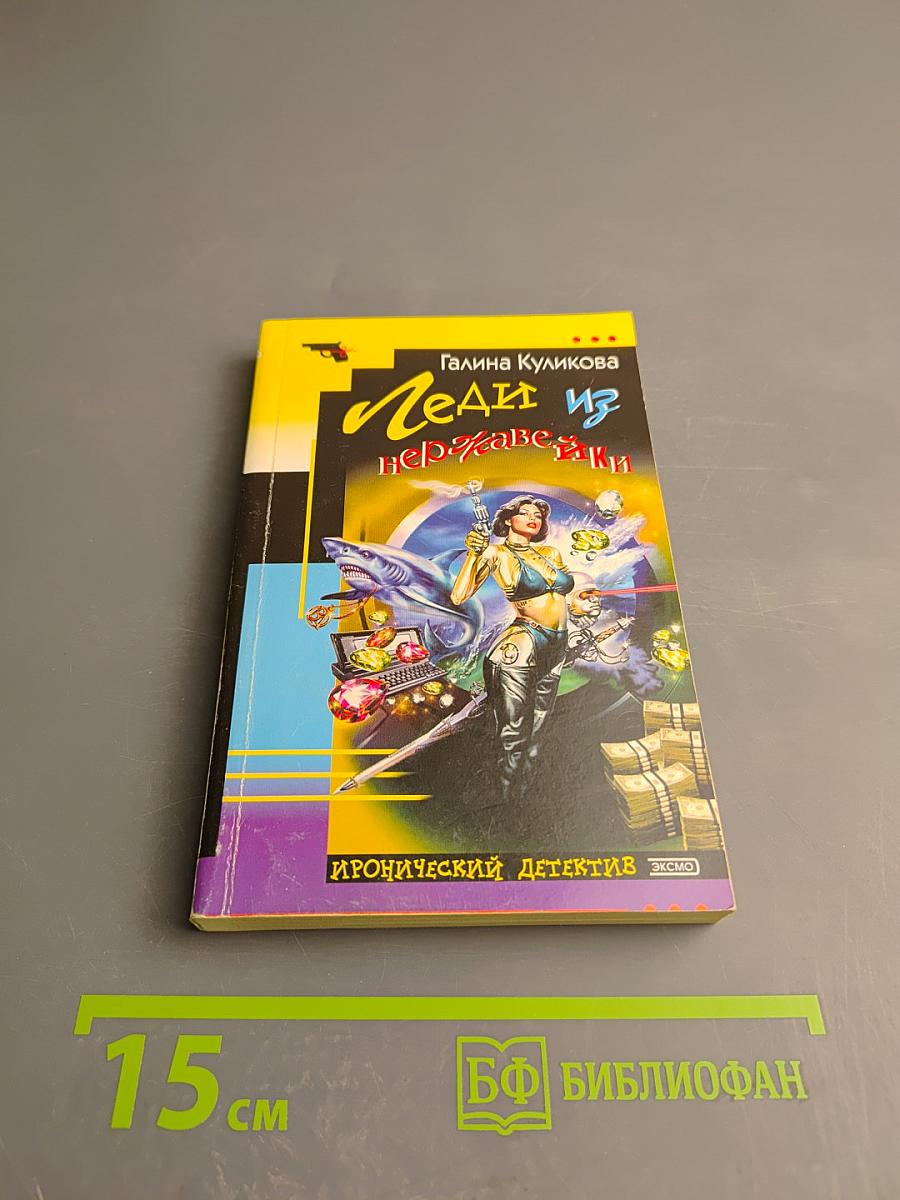 Галина Куликова
Леди из
нержавейки
ИРОНИЧЕСКИЙ ДЕТЕКТИВ ЭКСМО
15 см
БФ БИБЛИОФАН